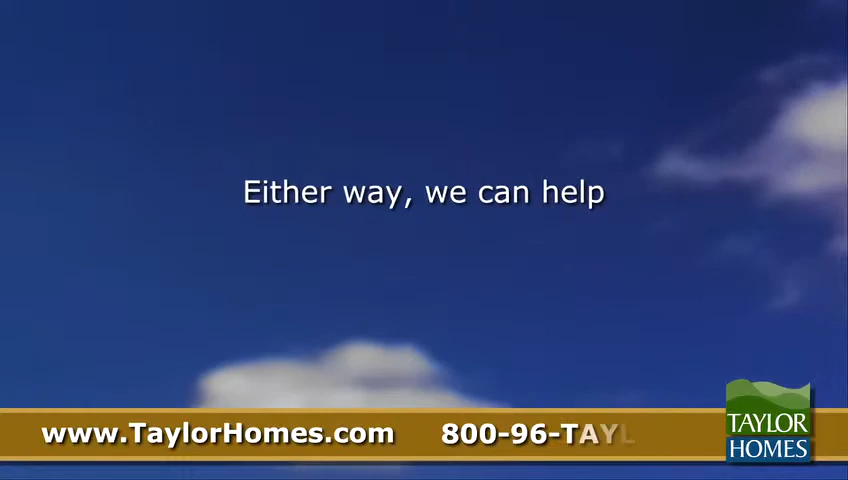 Either way, we can help
www.TaylorHomes.com
800-96-TAYL
TAYLOR
HOMES